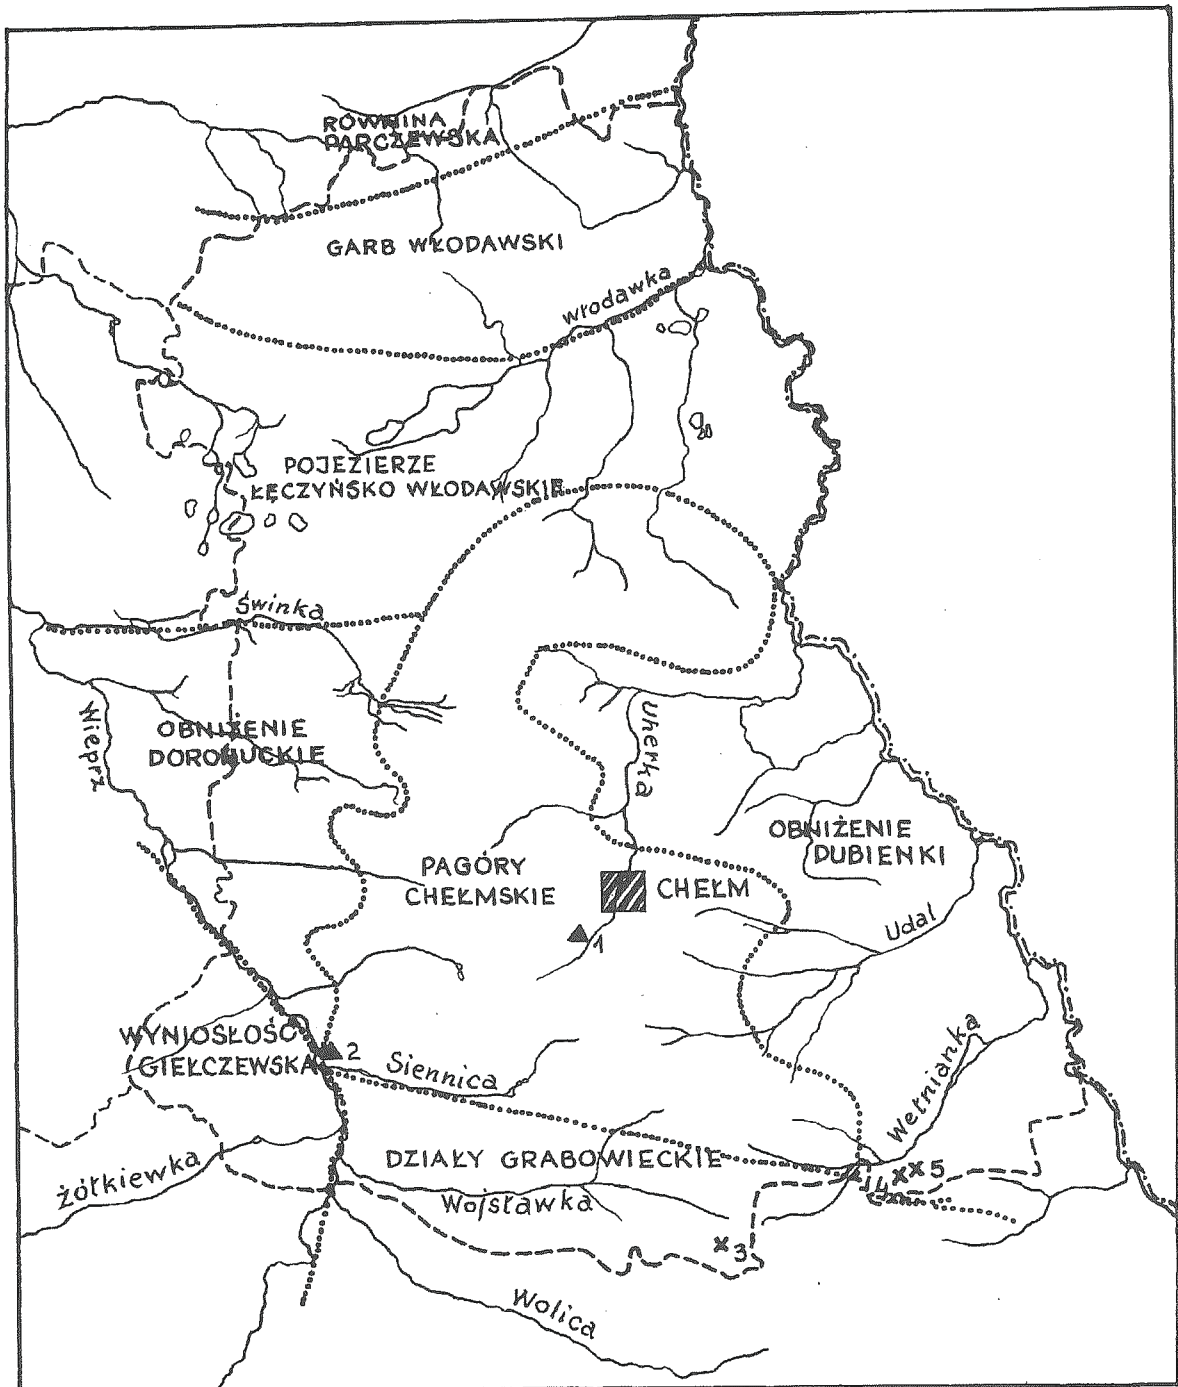 RÓWNINA
PARCZEWSKA
GARB WŁODAWSKI
Włodawka
POJEZIERZE
ŁĘCZYŃSKO WŁODAWSKIE
Świnka
Wieprz
OBNIŻENIE
DOROHUCKIE
Uherka
OBNIŻENIE
DUBIENKI
PAGÓRY
CHEŁMSKIE
CHEŁM
1
Udal
WYNIOSŁOŚĆ
GIEŁCZEWSKA
2
Siennica
Wełnianka
DZIAŁY GRABOWIECKIE
Żółkiewka
Wojsławka
3
4
5
Wolica